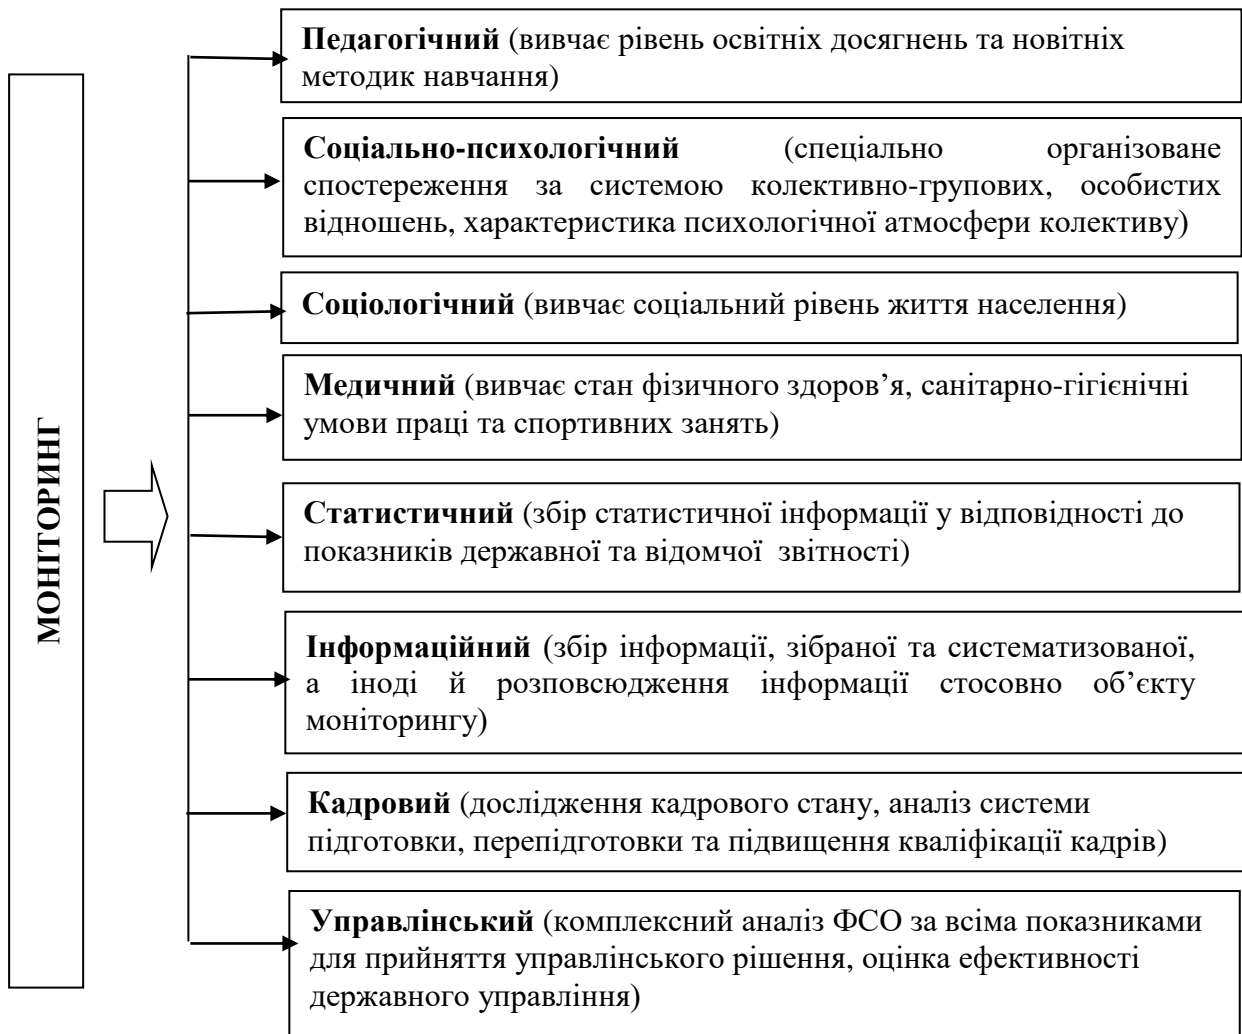 МОНІТОРИНГ
Педагогічний (вивчає рівень освітніх досягнень та новітніх
методик навчання)
Соціально-психологічний (спеціально організоване
спостереження за системою колективно-групових, особистих
відношень, характеристика психологічної атмосфери колективу)
Соціологічний (вивчає соціальний рівень життя населення)
Медичний (вивчає стан фізичного здоров’я, санітарно-гігієнічні
умови праці та спортивних занять)
Статистичний (збір статистичної інформації у відповідності до
показників державної та відомчої звітності)
Інформаційний (збір інформації, зібраної та систематизованої,
а іноді й розповсюдження інформації стосовно об’єкту
моніторингу)
Кадровий (дослідження кадрового стану, аналіз системи
підготовки, перепідготовки та підвищення кваліфікації кадрів)
Управлінський (комплексний аналіз ФСО за всіма показниками
для прийняття управлінського рішення, оцінка ефективності
державного управління)